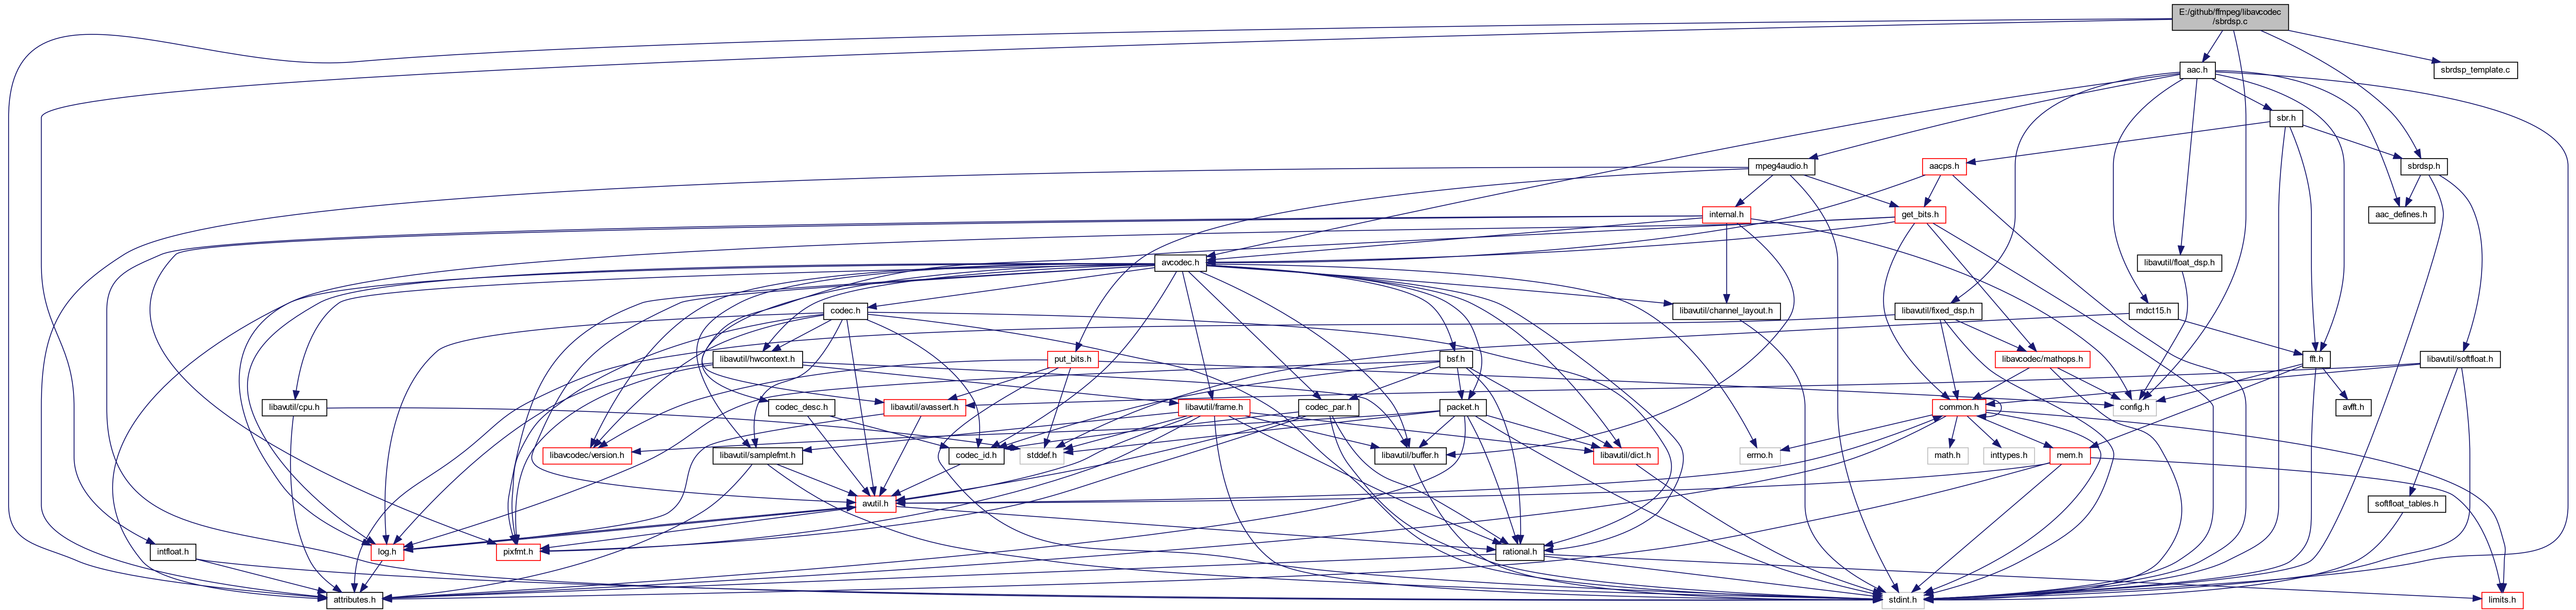 E:/github/ffmpeg/libavcodec
/sbrdsp.c
aac.h
sbrdsp_template.c
sbr.h
mpeg4audio.h
aacps.h
sbrdsp.h
internal.h
get_bits.h
aac_defines.h
avcodec.h
libavutil/float_dsp.h
codec.h
libavutil/channel_layout.h
libavutil/fixed_dsp.h
mdct15.h
libavutil/hwcontext.h
put_bits.h
bsf.h
libavcodec/mathops.h
fft.h
libavutil/softfloat.h
libavutil/cpu.h
codec_desc.h
libavutil/avassert.h
libavutil/frame.h
codec_par.h
packet.h
common.h
config.h
avfft.h
libavcodec/version.h
libavutil/samplefmt.h
codec_id.h
stddef.h
libavutil/buffer.h
libavutil/dict.h
errno.h
math.h
inttypes.h
mem.h
avutil.h
softfloat_tables.h
intfloat.h
log.h
pixfmt.h
rational.h
attributes.h
stdint.h
limits.h